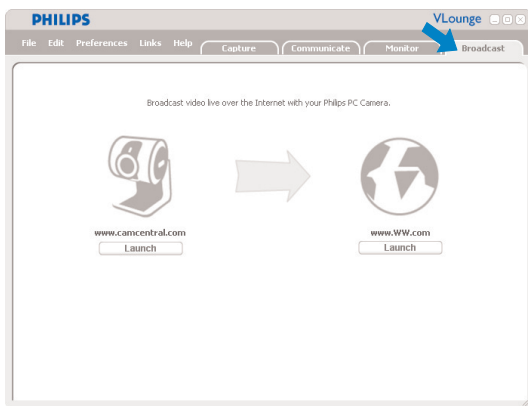 PHILIPS VLounge
File Edit Preferences Links Help Capture Communicate Monitor Broadcast
Broadcast video live over the Internet with your Philips PC Camera.
www.camcentral.com www.WW.com
Launch Launch